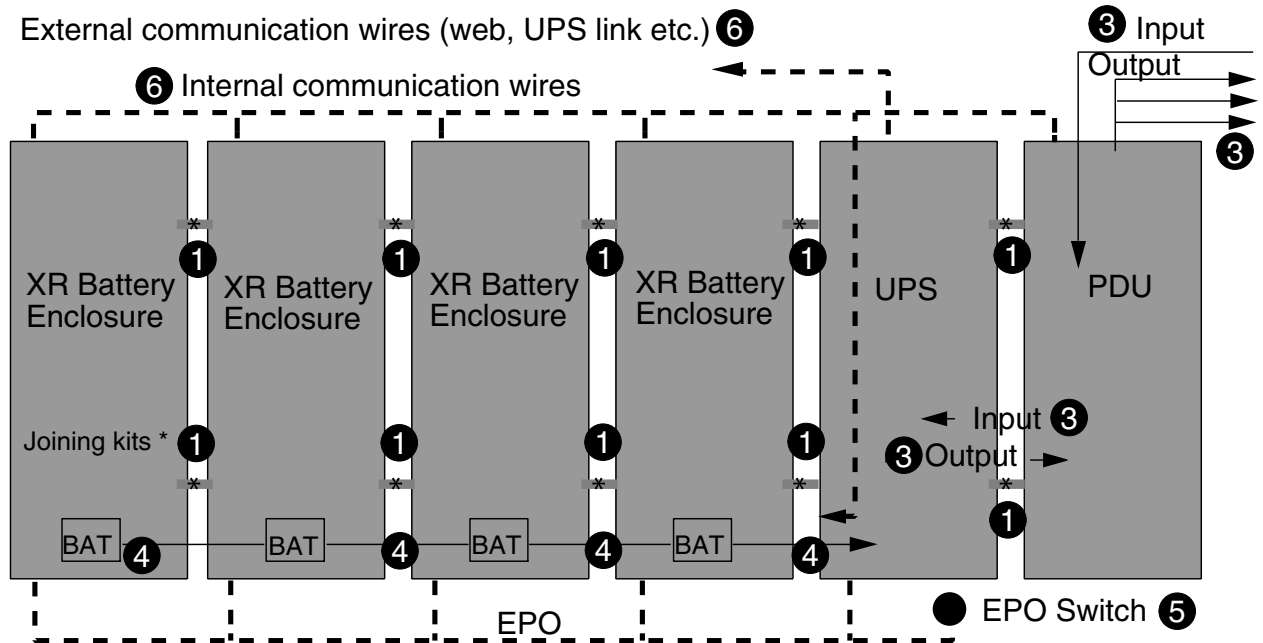 External communication wires (web, UPS link etc.) 6
3 Input
Output
6 Internal communication wires
3
* * * * *
1 1 1 1 1
XR Battery
Enclosure
XR Battery
Enclosure
XR Battery
Enclosure
XR Battery
Enclosure
UPS
PDU
Input 3
3 Output
Joining kits *
1 1 1 1
* * * * *
1
BAT 4 BAT 4 BAT 4 BAT 4
EPO
EPO Switch 5